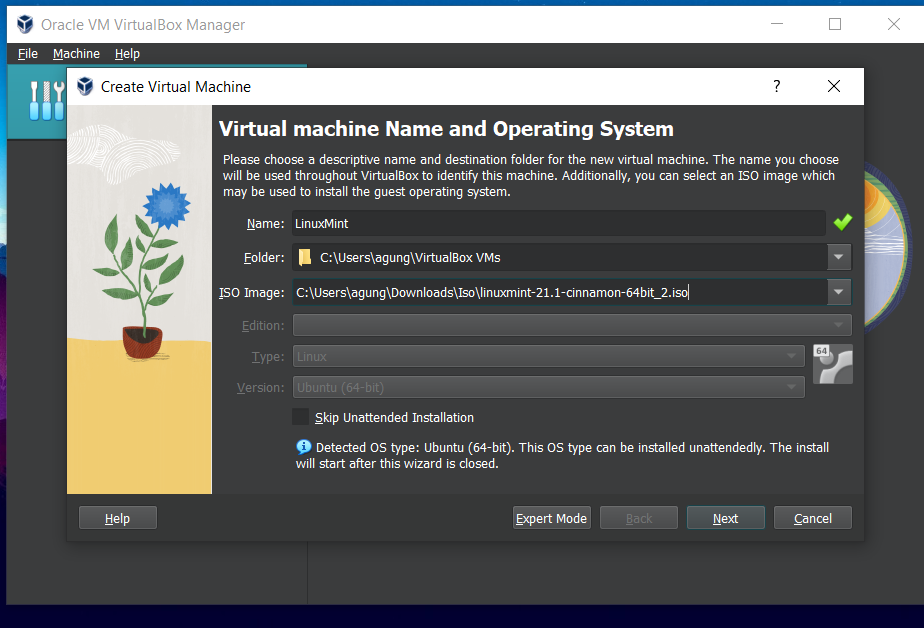 Oracle VM VirtualBox Manager
File Machine Help
Create Virtual Machine
?
Virtual machine Name and Operating System
Please choose a descriptive name and destination folder for the new virtual machine. The name you choose
will be used throughout VirtualBox to identify this machine. Additionally, you can select an ISO image which
may be used to install the guest operating system.
Name: LinuxMint
Folder: C:\Users\agung\VirtualBox VMs
ISO Image: C:\Users\agung\Downloads\Iso\linuxmint-21.1-cinnamon-64bit_2.iso
Edition:
Type: Linux
64
Version: Ubuntu (64-bit)
Skip Unattended Installation
Detected OS type: Ubuntu (64-bit). This OS type can be installed unattendedly. The install
will start after this wizard is closed.
Help Expert Mode Back Next Cancel